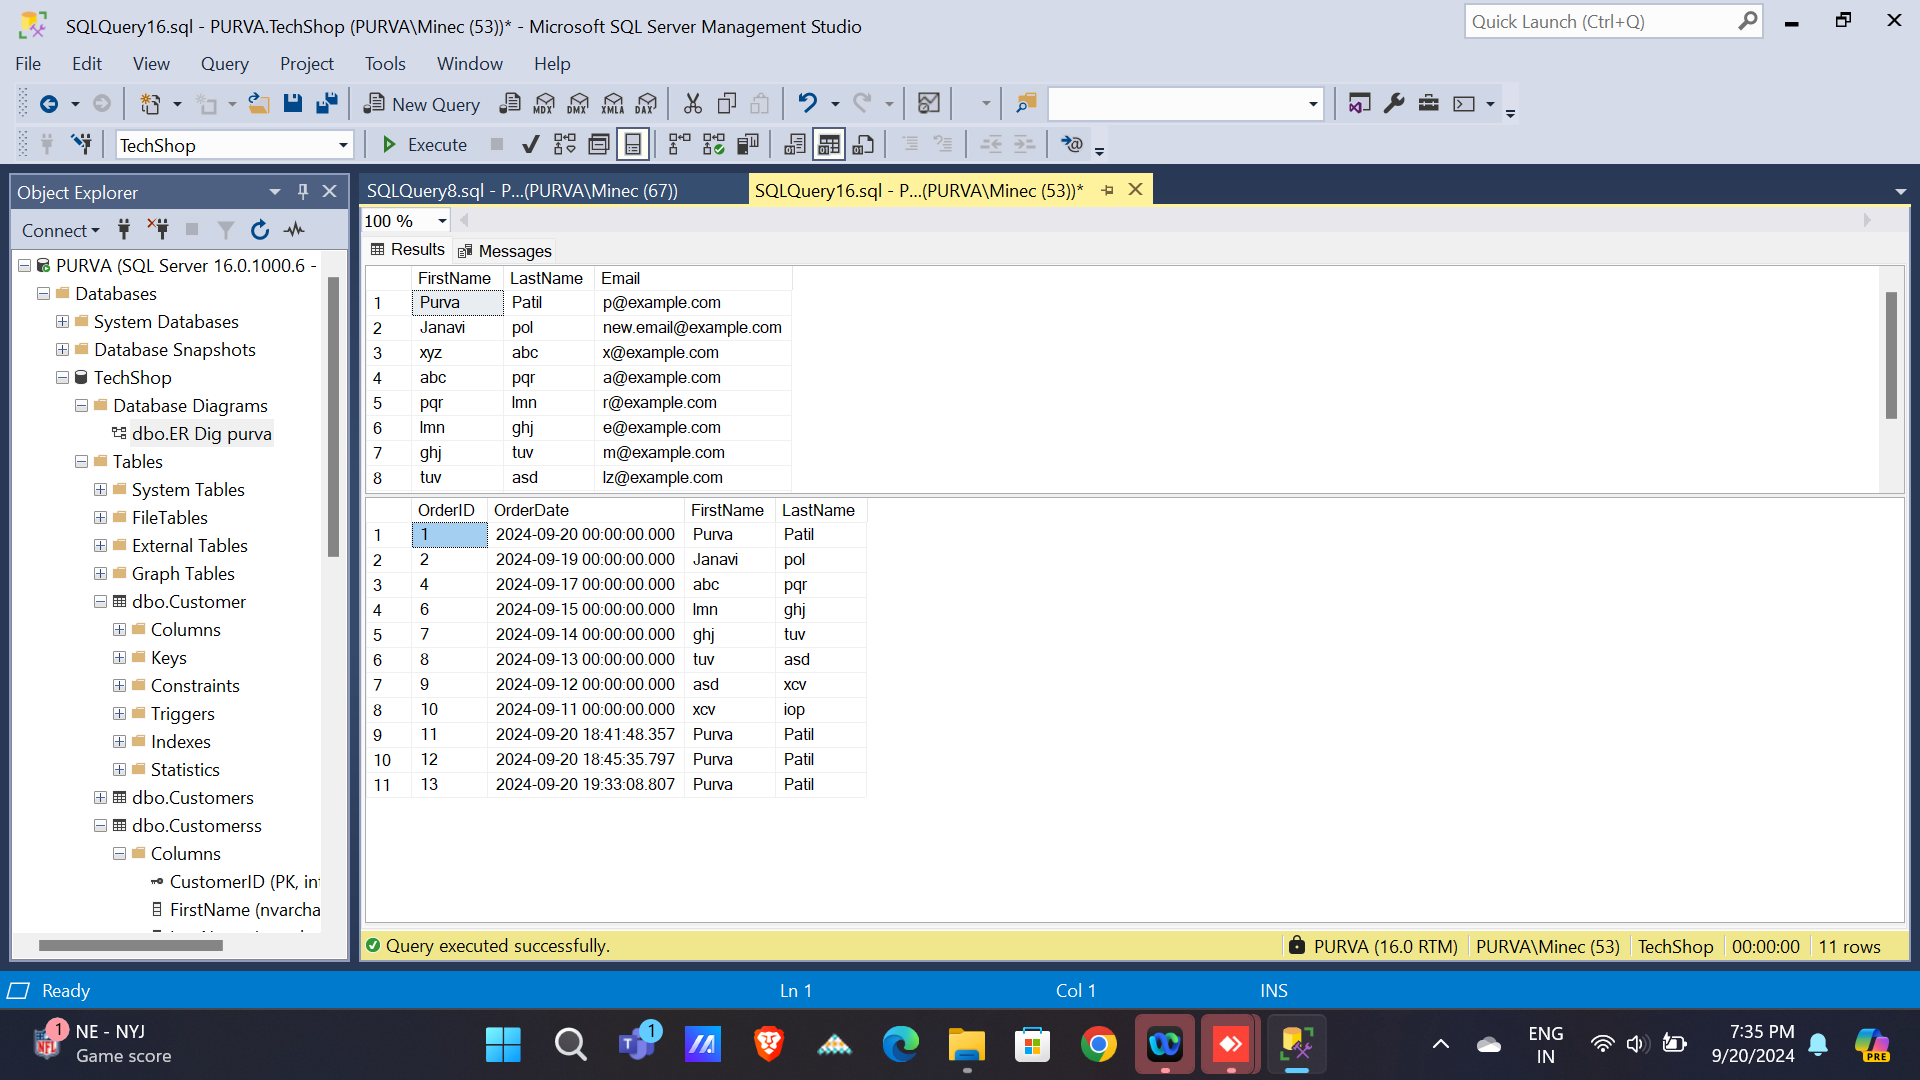 SQLQuery16.sql - PURVA.TechShop (PURVA\Minec (53))* - Microsoft SQL Server Management Studio
Quick Launch (Ctrl+Q)
File Edit View Query Project Tools Window Help
New Query MDX DMX XMLA DAX
TechShop Execute
Object Explorer
SQLQuery8.sql - P...(PURVA\Minec (67))
SQLQuery16.sql - P...(PURVA\Minec (53))*
Connect
100 %
Results Messages
PURVA (SQL Server 16.0.1000.6 -
Databases
System Databases
Database Snapshots
TechShop
Database Diagrams
dbo.ER Dig purva
Tables
System Tables
FileTables
External Tables
Graph Tables
dbo.Customer
Columns
Keys
Constraints
Triggers
Indexes
Statistics
dbo.Customers
dbo.Customerss
Columns
CustomerID (PK, in
FirstName (nvarcha
FirstName LastName Email
1 Purva Patil p@example.com
2 Janavi pol new.email@example.com
3 xyz abc x@example.com
4 abc pqr a@example.com
5 pqr lmn r@example.com
6 lmn ghj e@example.com
7 ghj tuv m@example.com
8 tuv asd lz@example.com
OrderID OrderDate FirstName LastName
1 1 2024-09-20 00:00:00.000 Purva Patil
2 2 2024-09-19 00:00:00.000 Janavi pol
3 4 2024-09-17 00:00:00.000 abc pqr
4 6 2024-09-15 00:00:00.000 lmn ghj
5 7 2024-09-14 00:00:00.000 ghj tuv
6 8 2024-09-13 00:00:00.000 tuv asd
7 9 2024-09-12 00:00:00.000 asd xcv
8 10 2024-09-11 00:00:00.000 xcv iop
9 11 2024-09-20 18:41:48.357 Purva Patil
10 12 2024-09-20 18:45:35.797 Purva Patil
11 13 2024-09-20 19:33:08.807 Purva Patil
Query executed successfully.
PURVA (16.0 RTM) PURVA\Minec (53) TechShop 00:00:00 11 rows
Ready Ln 1 Col 1 INS
1 NE - NYJ
Game score
NFL
1
ENG
IN
7:35 PM
9/20/2024
PRE